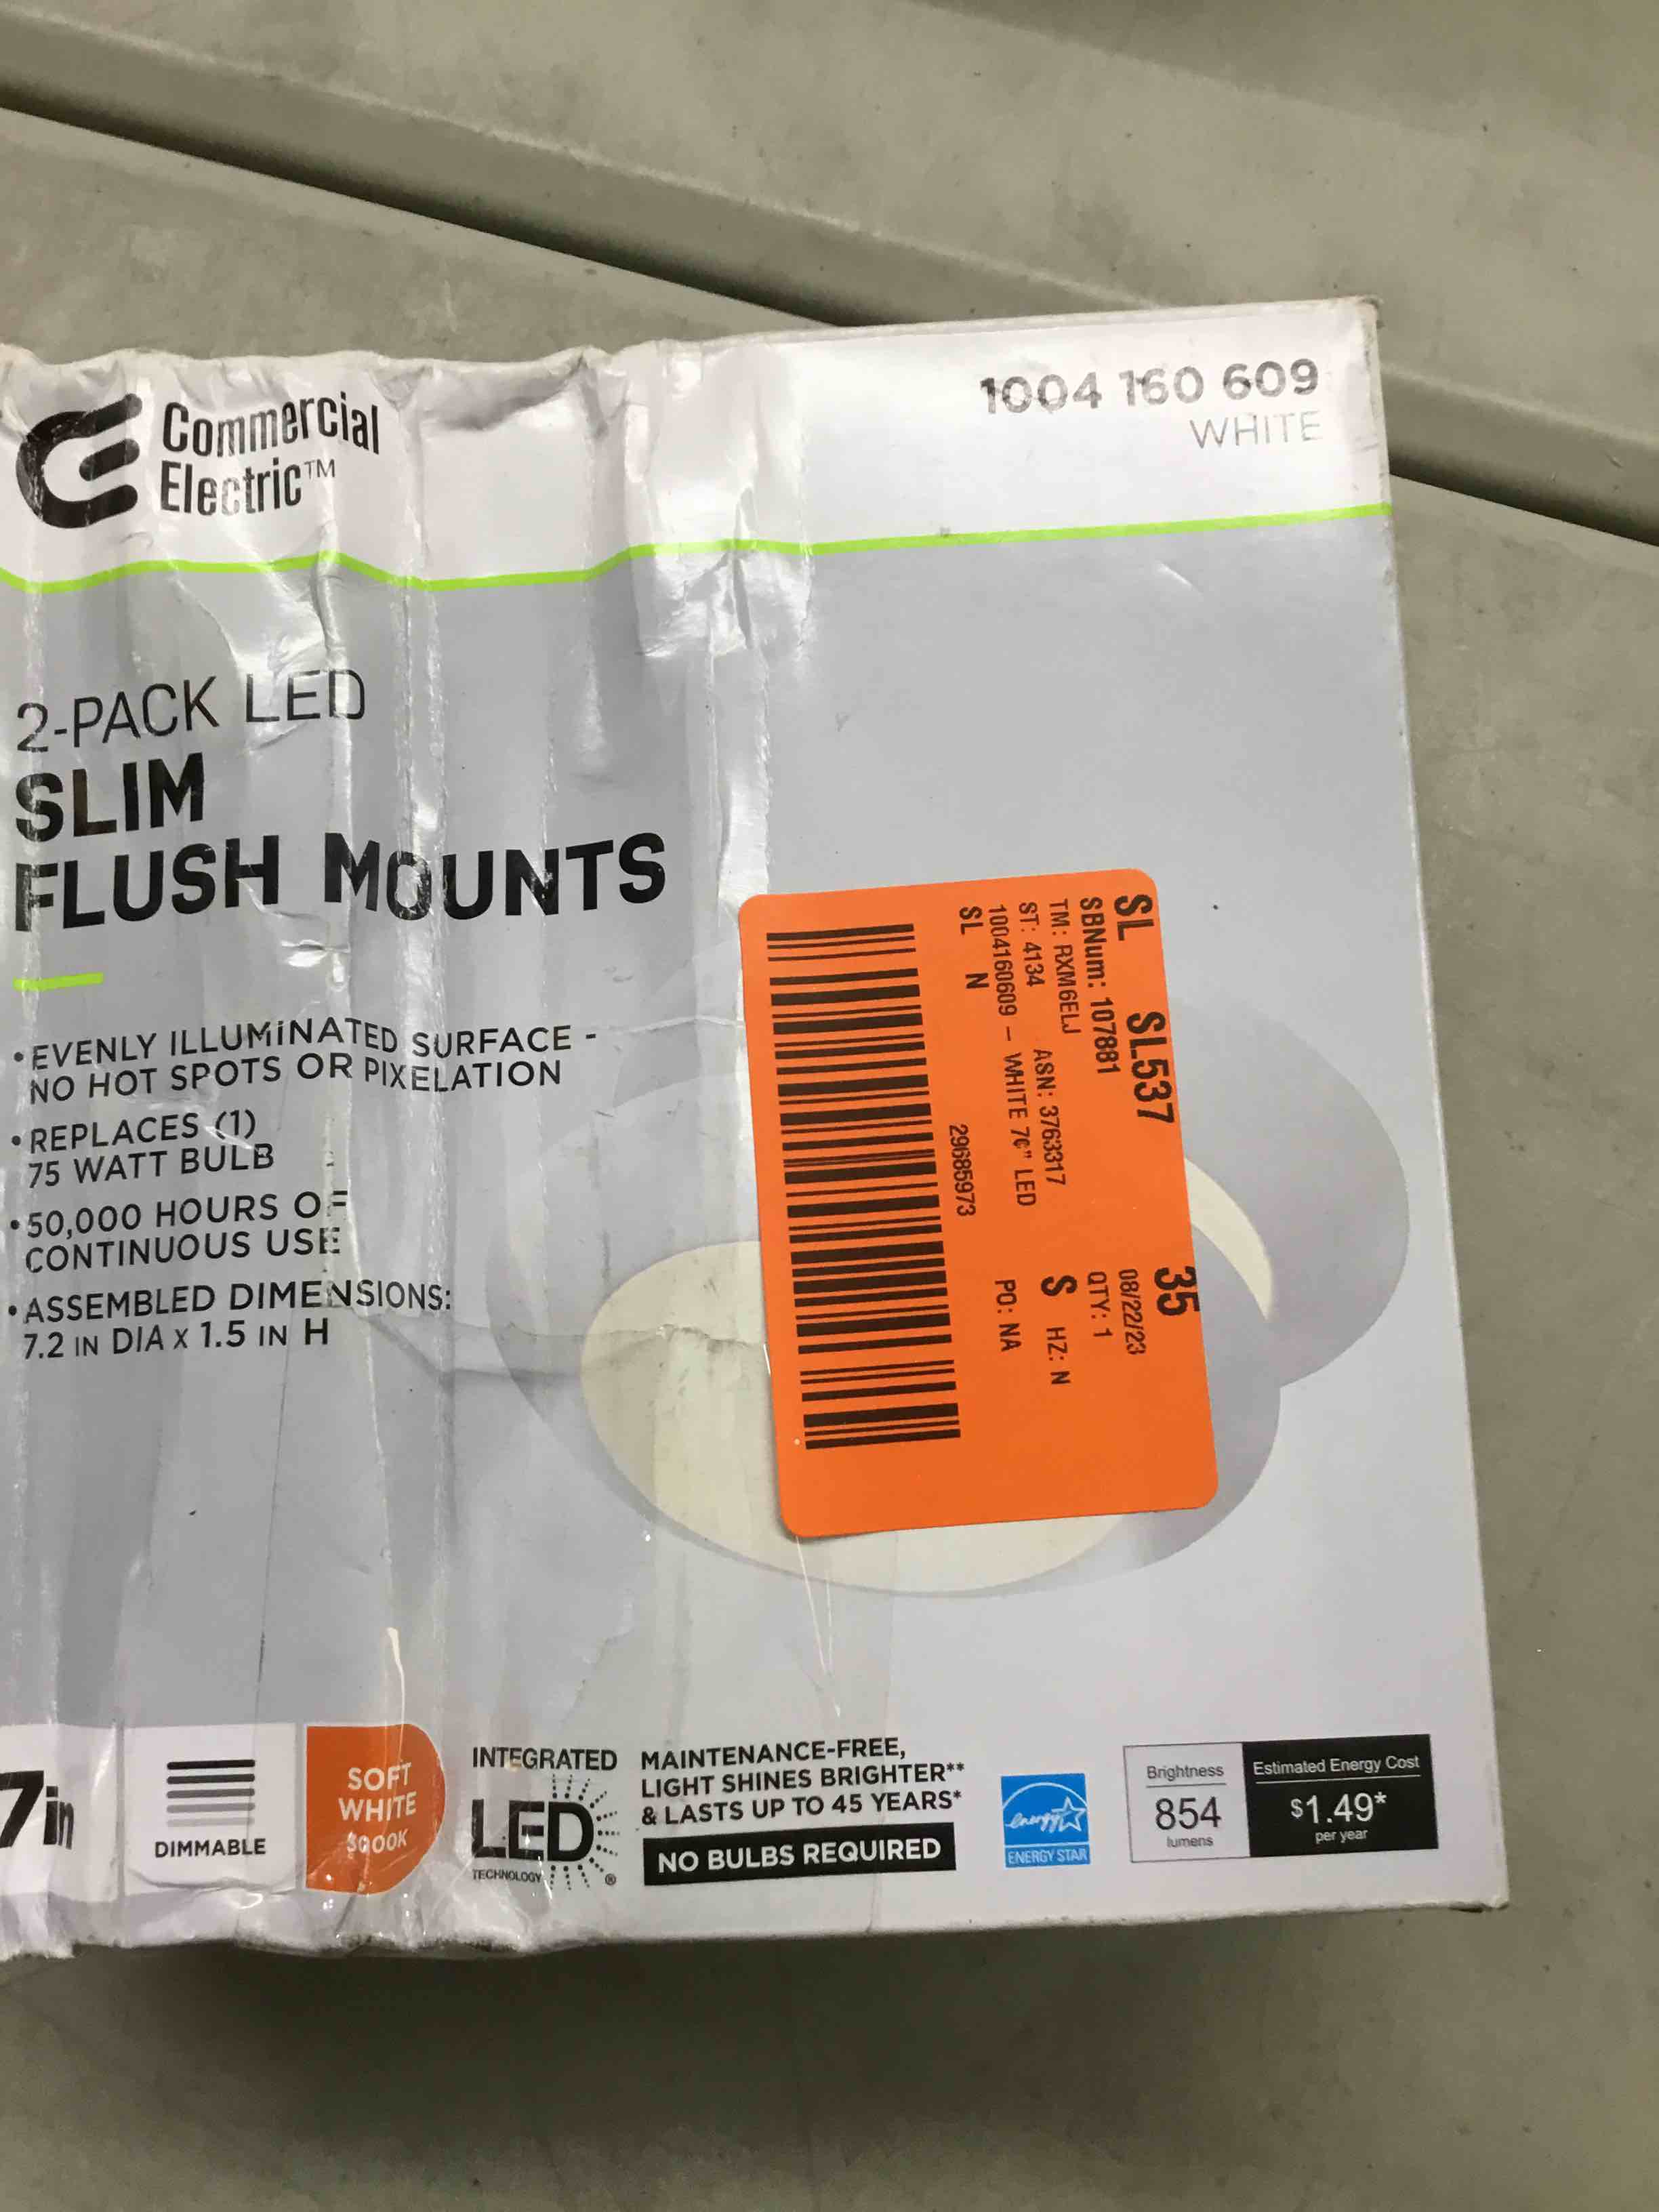 Commercial
Electric™
1004 160 609
WHITE
2-PACK LED
SLIM
FLUSH MOUNTS
• EVENLY ILLUMINATED SURFACE -
NO HOT SPOTS OR PIXELATION
• REPLACES (1)
75 WATT BULB
• 50,000 HOURS OF
CONTINUOUS USE
• ASSEMBLED DIMENSIONS:
7.2 IN DIA x 1.5 IN H
SL SL537 35
SBNum: 107881 08/22/23
TM: RXM6ELJ QTY: 1
ST: 4134 ASN: 3763317 S HZ: N
1004160609 – WHITE 7¢" LED PO: NA
SL N
29685973
7in
DIMMABLE
SOFT
WHITE
3000K
INTEGRATED
LED
TECHNOLOGY ®
MAINTENANCE-FREE,
LIGHT SHINES BRIGHTER**
& LASTS UP TO 45 YEARS*
NO BULBS REQUIRED
energy
ENERGY STAR
Brightness
854
lumens
Estimated Energy Cost
$1.49*
per year